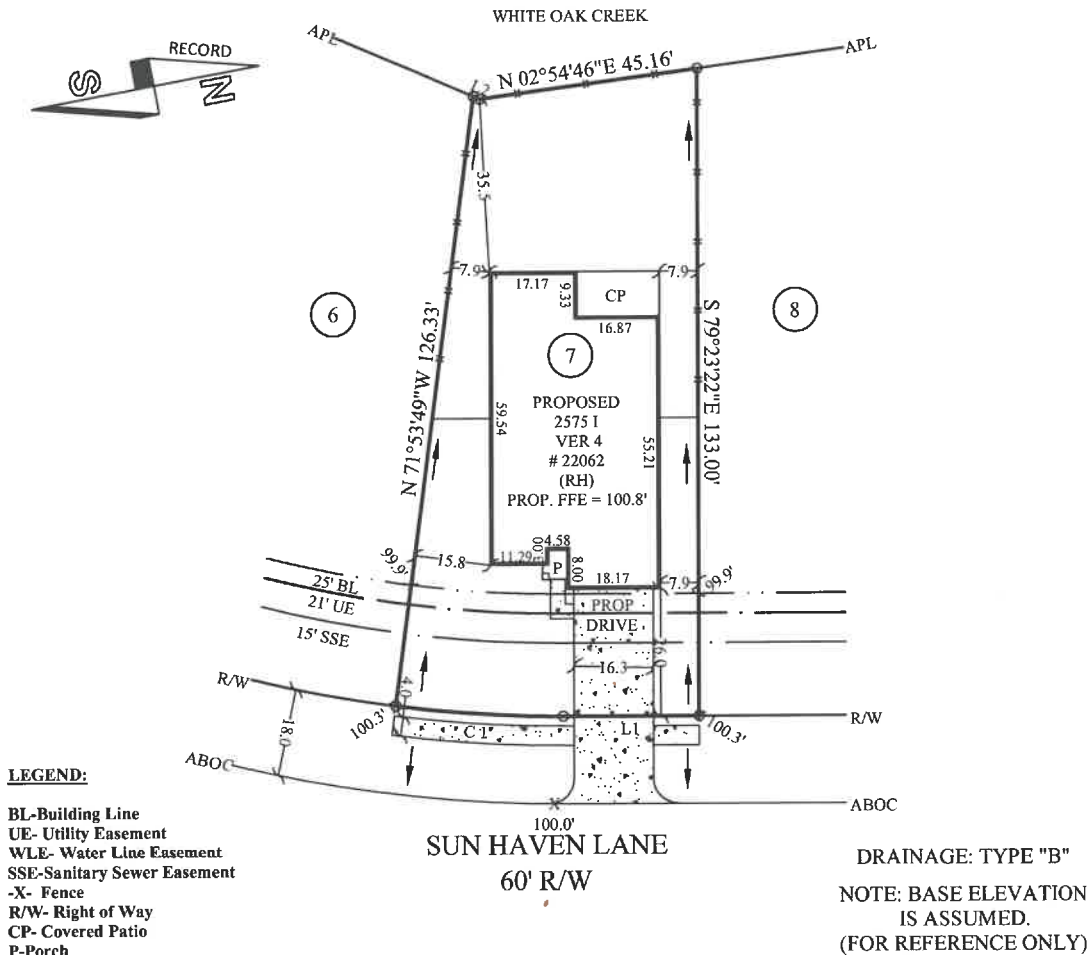 WHITE OAK CREEK
APL
APL
RECORD
S
N
N 02°54'46"E 45.16'
35.5
7.9
7.9
17.17
9.33
CP
16.87
6
7
8
N 71°53'49"W 126.33'
S 79°23'22"E 133.00'
59.54
55.21
PROPOSED
2575 I
VER 4
# 22062
(RH)
PROP. FFE = 100.8'
4.58
11.29
P
8.00
18.17
7.9
15.8
99.9'
99.9'
25' BL
21' UE
15' SSE
PROP
DRIVE
26.0
16.3
R/W
R/W
4.0
100.3'
100.3'
C1
L1
18.0
ABOC
ABOC
100.0'
SUN HAVEN LANE
60' R/W
LEGEND:
BL-Building Line
UE- Utility Easement
WLE- Water Line Easement
SSE-Sanitary Sewer Easement
-X- Fence
R/W- Right of Way
CP- Covered Patio
P-Porch
DRAINAGE: TYPE "B"
NOTE: BASE ELEVATION
IS ASSUMED.
(FOR REFERENCE ONLY)